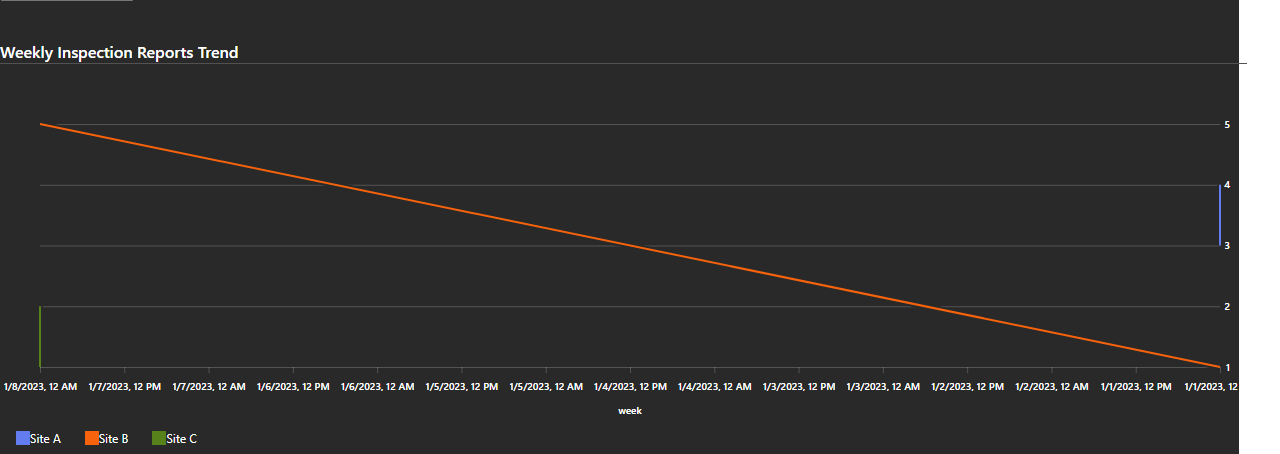 Weekly Inspection Reports Trend
5
4
3
2
1
1/8/2023, 12 AM 1/7/2023, 12 PM 1/7/2023, 12 AM 1/6/2023, 12 PM 1/6/2023, 12 AM 1/5/2023, 12 PM 1/5/2023, 12 AM 1/4/2023, 12 PM 1/4/2023, 12 AM 1/3/2023, 12 PM 1/3/2023, 12 AM 1/2/2023, 12 PM 1/2/2023, 12 AM 1/1/2023, 12 PM 1/1/2023, 12
week
Site A Site B Site C